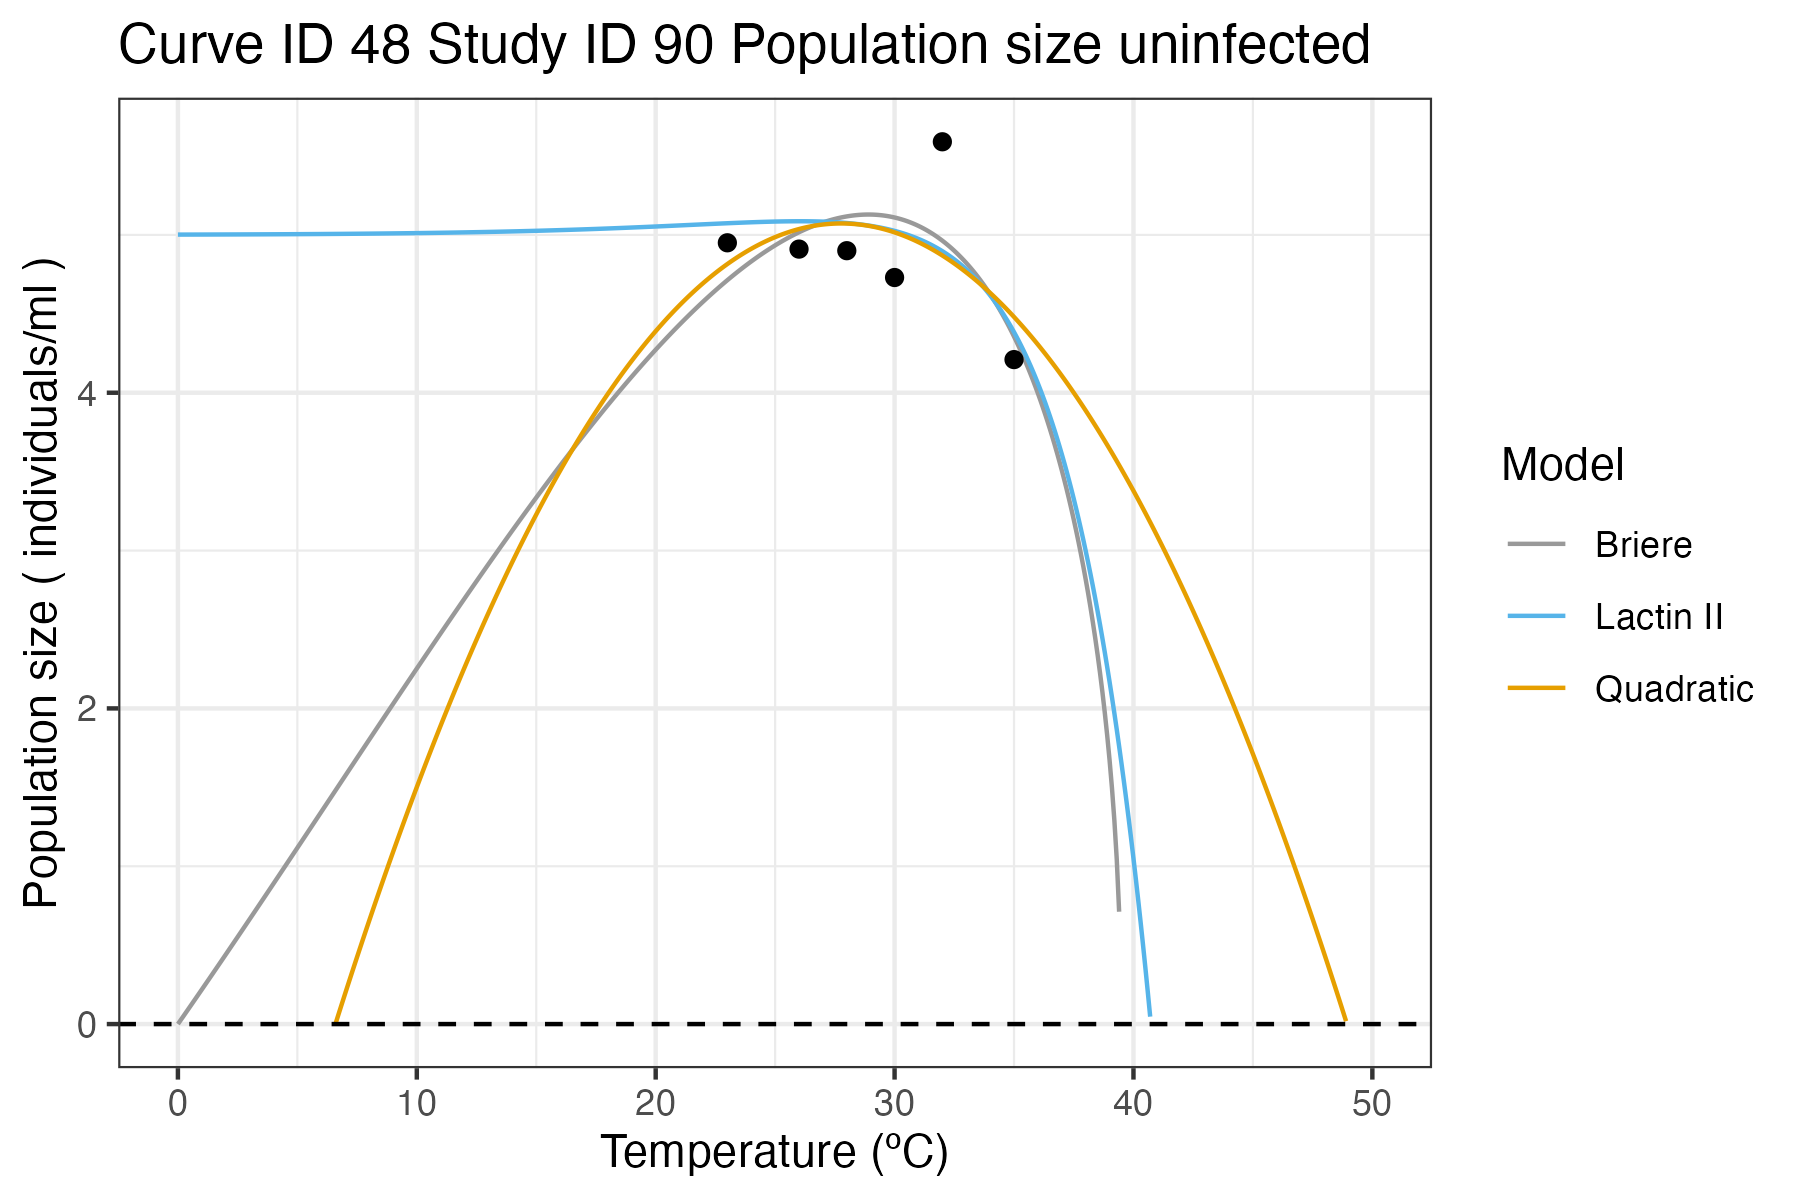 Curve ID 48 Study ID 90 Population size uninfected
Population size ( individuals/ml )
4
2
0
0 10 20 30 40 50
Temperature (ºC)
Model
Briere
Lactin II
Quadratic